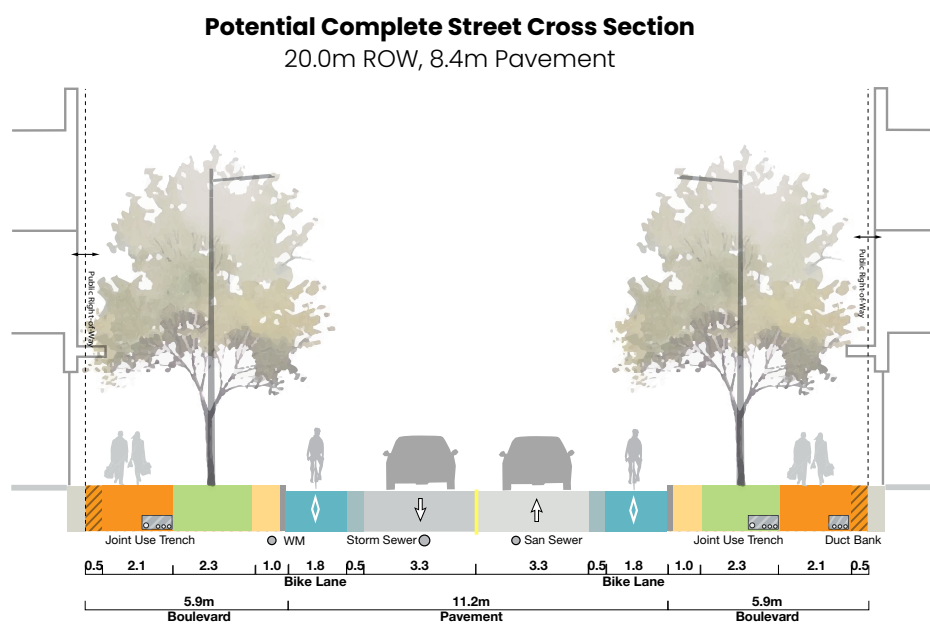 Potential Complete Street Cross Section
20.0m ROW, 8.4m Pavement
Public Right-of-Way
Public Right-of-Way
Joint Use Trench
WM
Storm Sewer
San Sewer
Joint Use Trench
Duct Bank
0.5 2.1 2.3 1.0 1.8 0.5 3.3 3.3 0.5 1.8 1.0 2.3 2.1 0.5
Bike Lane
Bike Lane
5.9m 11.2m 5.9m
Boulevard Pavement Boulevard